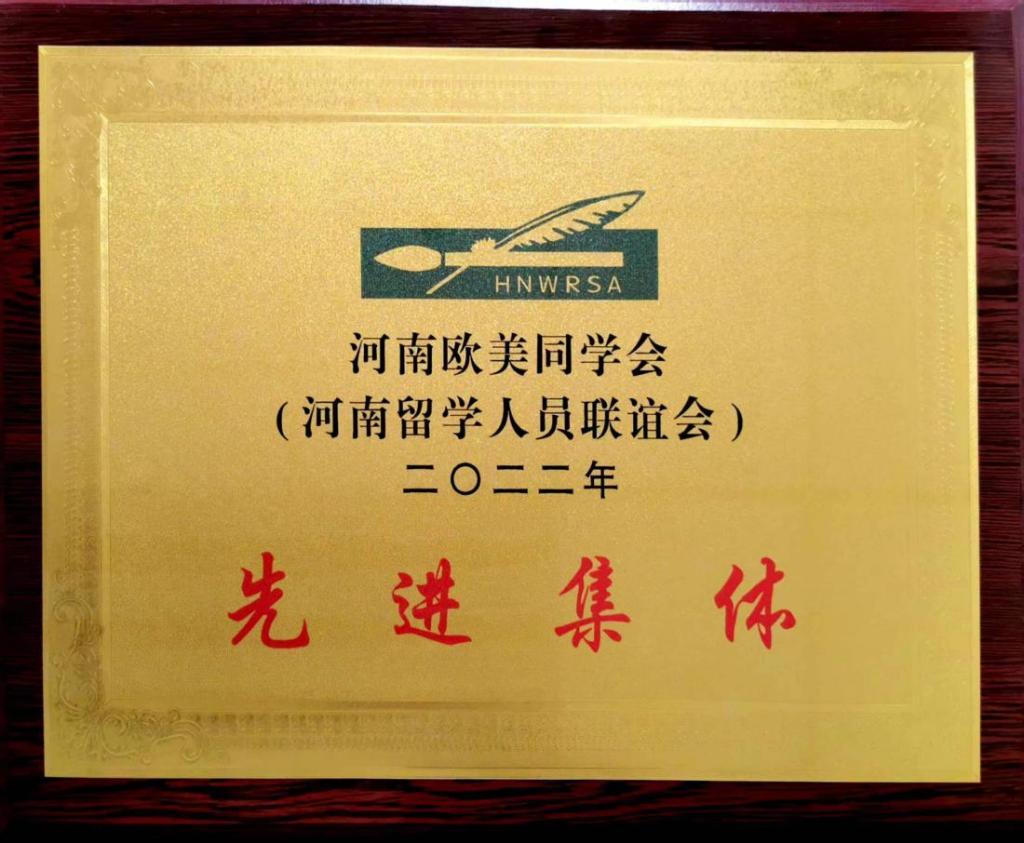 HNWRSA
河南欧美同学会
(河南留学人员联谊会)
二〇二二年
先进集体